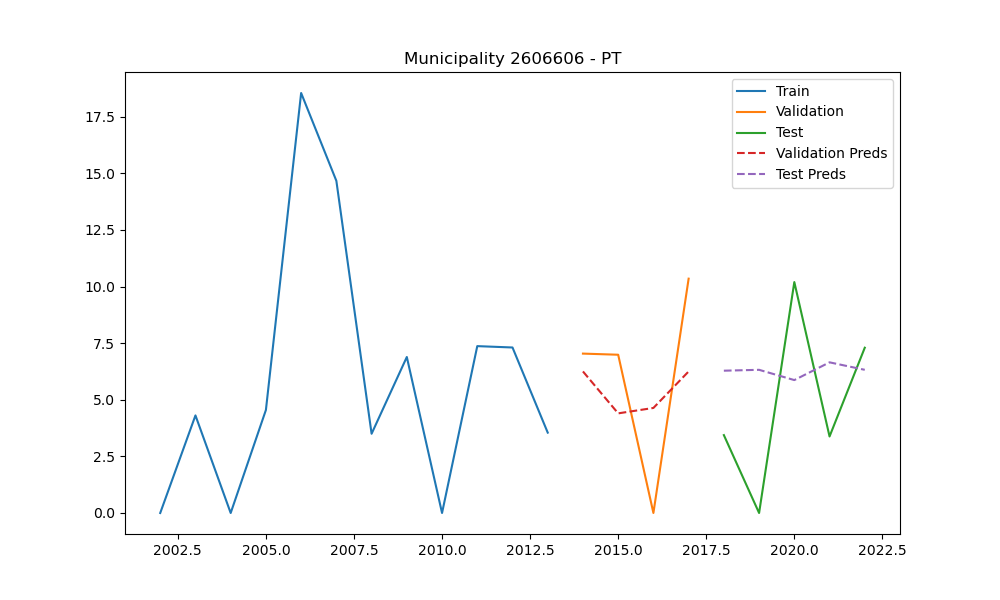 Municipality 2606606 - PT
Train
Validation
Test
Validation Preds
Test Preds
17.5
15.0
12.5
10.0
7.5
5.0
2.5
0.0
2002.5 2005.0 2007.5 2010.0 2012.5 2015.0 2017.5 2020.0 2022.5